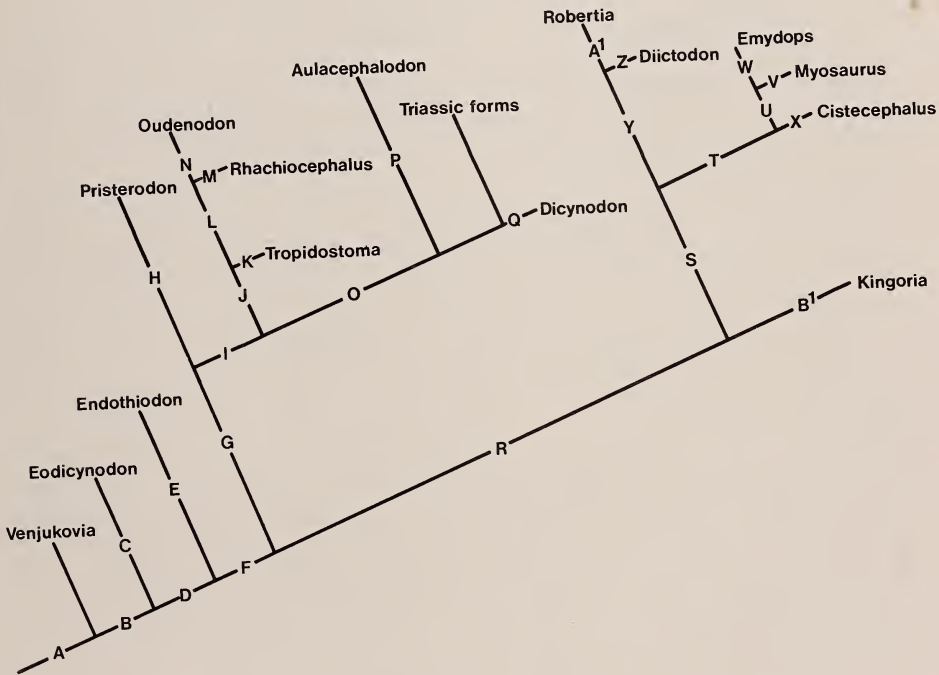 Robertia
A¹
Z Diictodon
Emydops
W
V Myosaurus
U
X Cistecephalus
Y
T
Aulacephalodon
Triassic forms
Oudenodon
N
M Rhachiocephalus
P
Pristerodon
L
Q Dicynodon
K Tropidostoma
S
H
J
O
B¹ Kingoria
I
Endothiodon
G
R
Eodicynodon
E
Venjukovia
C
F
D
B
A